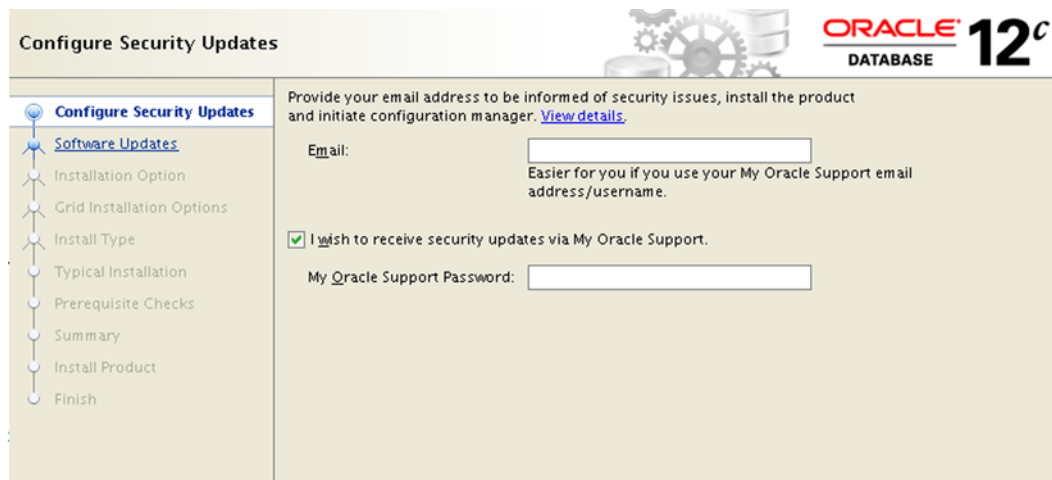 Configure Security Updates
ORACLE
DATABASE
12c
Configure Security Updates
Software Updates
Installation Option
Grid Installation Options
Install Type
Typical Installation
Prerequisite Checks
Summary
Install Product
Finish
Provide your email address to be informed of security issues, install the product
and initiate configuration manager. View details.
Email:
Easier for you if you use your My Oracle Support email
address/username.
I wish to receive security updates via My Oracle Support.
My Oracle Support Password: